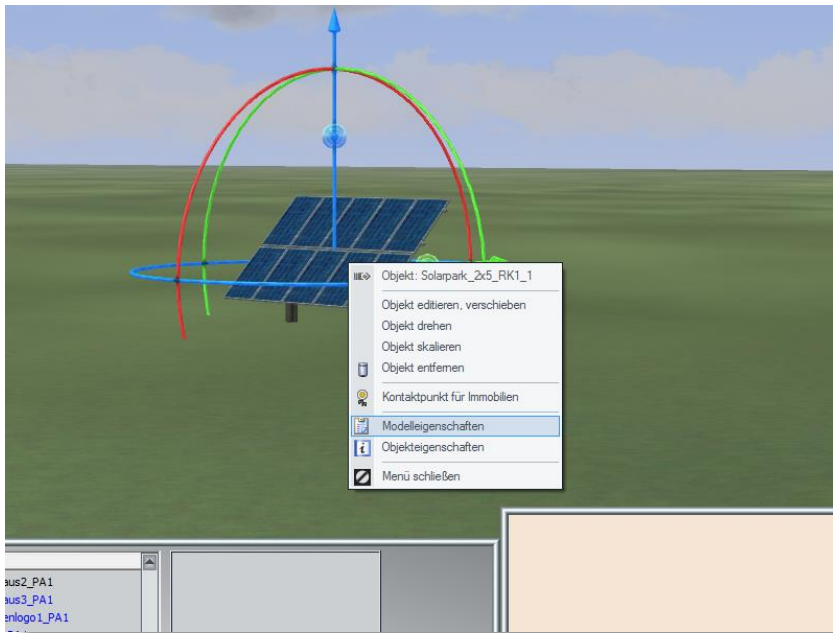 Objekt: Solarpark_2x5_RK1_1
Objekt editieren, verschieben
Objekt drehen
Objekt skalieren
Objekt entfernen
Kontaktpunkt für Immobilien
Modelleigenschaften
Objekteigenschaften
Menü schließen
aus2_PA1
aus3_PA1
enlogo1_PA1